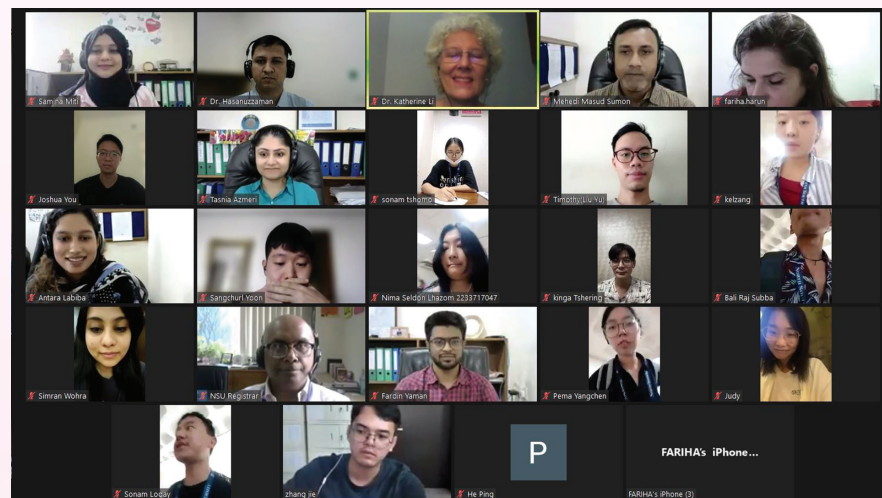 Samina Miti
Dr. Hasanuzzaman
Dr. Katherine Li
Mehedi Masud Sumon
fariha.harun
Joshua You
Tasnia Azmeri
sonam tshomo
Timothy(Liu Yu)
kelzang
Antara Labiba
Sangchurl Yoon
Nima Seldon Lhazom 2233717047
kinga Tshering
Bali Raj Subba
Simran Wohra
NSU Registrar
Fardin Yaman
Pema Yangchen
Judy
Sonam Loday
zhang jie
P
He Ping
FARIHA's iPhone...
FARIHA's iPhone (3)